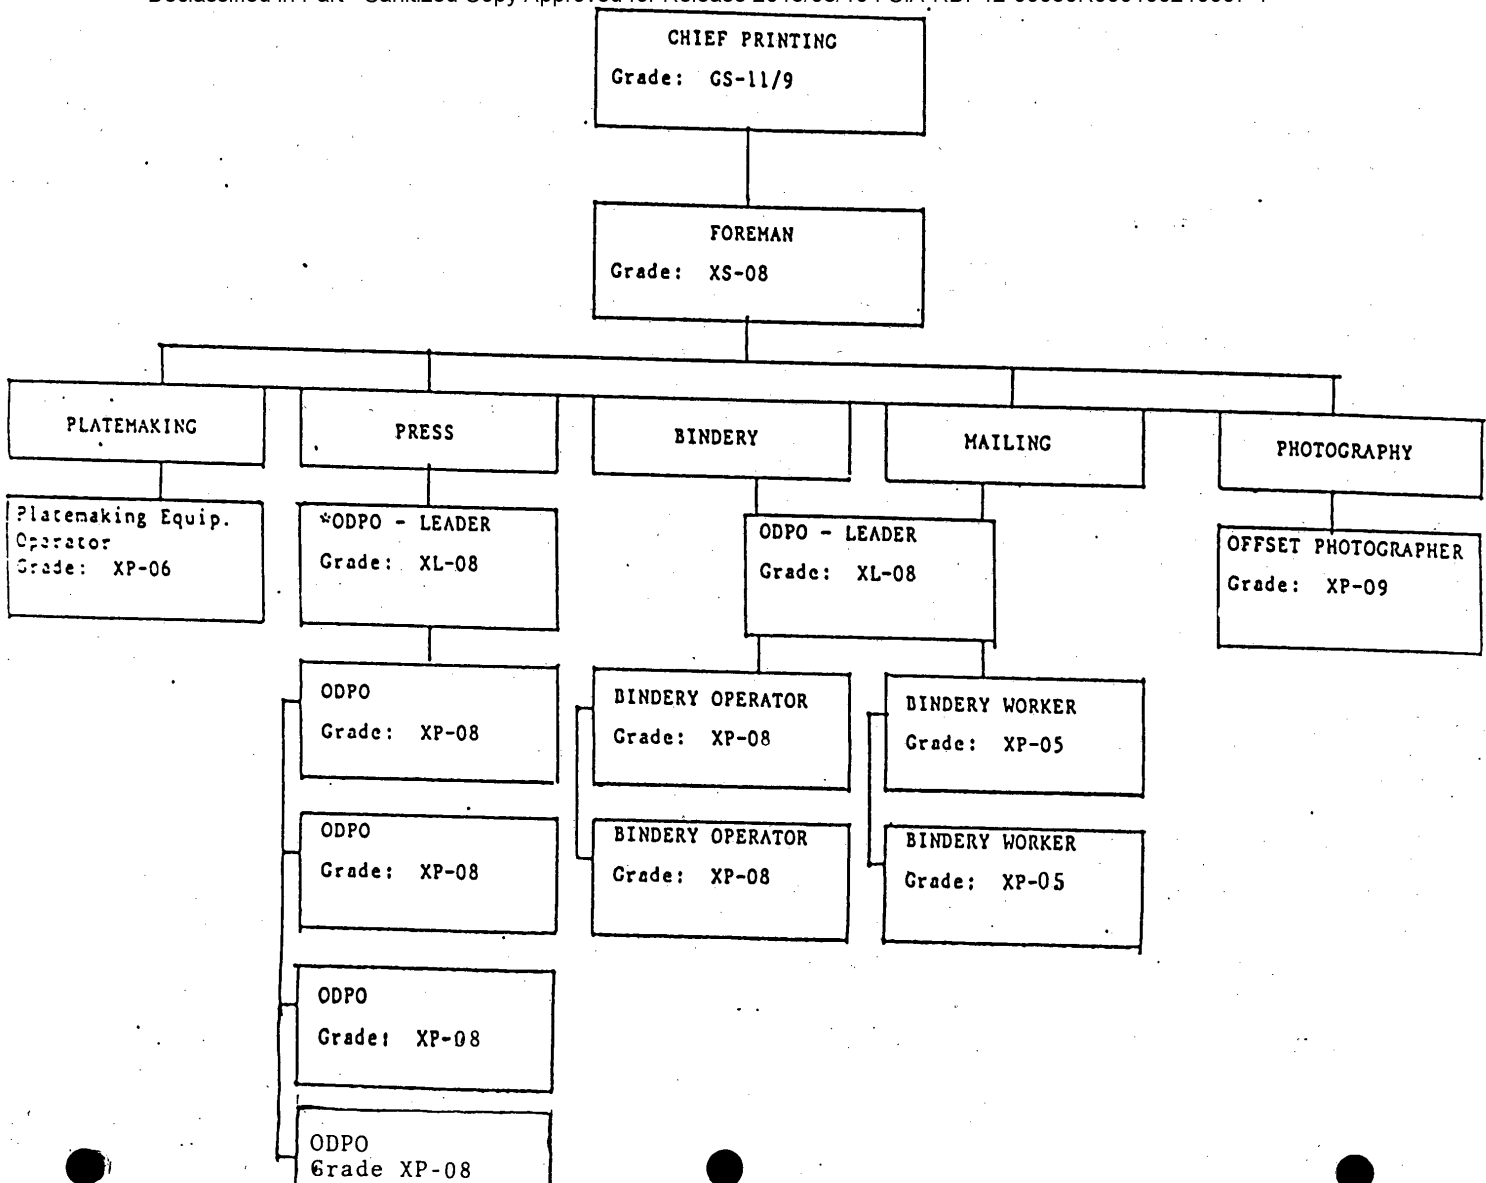 CHIEF PRINTING
Grade: GS-11/9
FOREMAN
Grade: XS-08
PLATEMAKING
PRESS
BINDERY
MAILING
PHOTOGRAPHY
Platemaking Equip.
Operator
Grade: XP-06
*ODPO - LEADER
Grade: XL-08
ODPO - LEADER
Grade: XL-08
OFFSET PHOTOGRAPHER
Grade: XP-09
ODPO
Grade: XP-08
BINDERY OPERATOR
Grade: XP-08
BINDERY WORKER
Grade: XP-05
ODPO
Grade: XP-08
BINDERY OPERATOR
Grade: XP-08
BINDERY WORKER
Grade: XP-05
ODPO
Grade: XP-08
ODPO
Grade XP-08